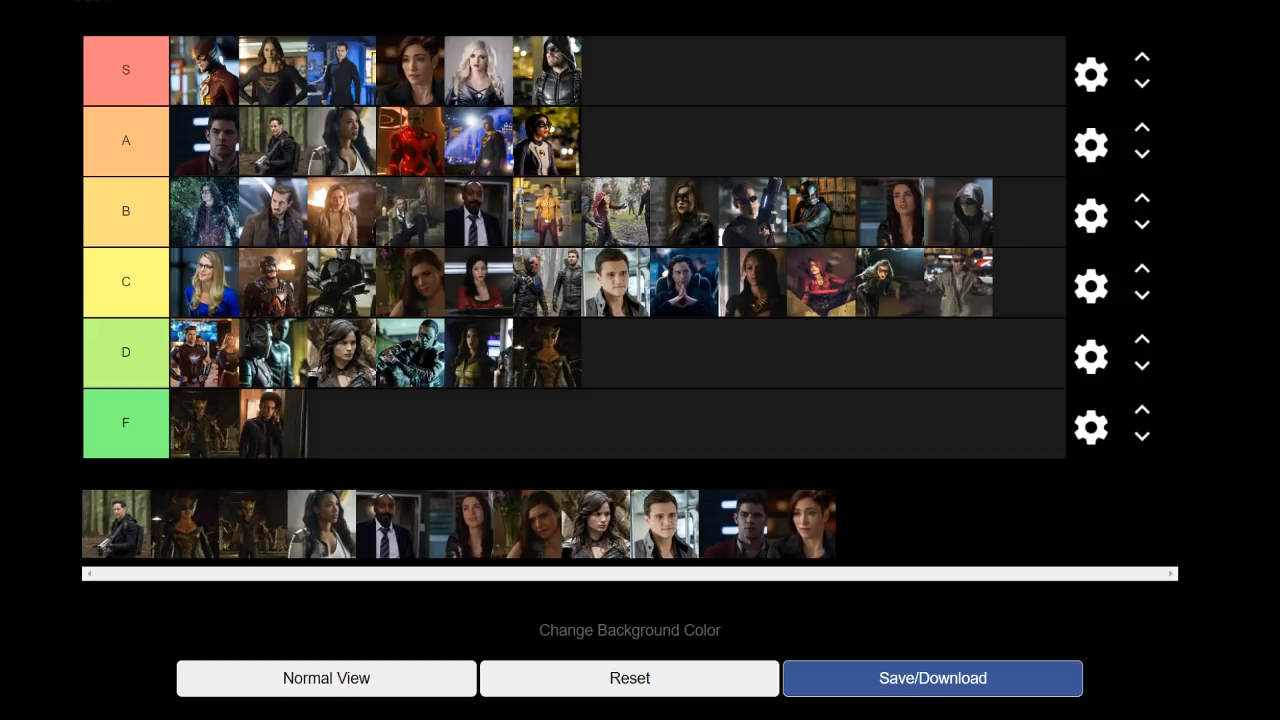 S
A
B
C
D
F
Change Background Color
Normal View
Reset
Save/Download